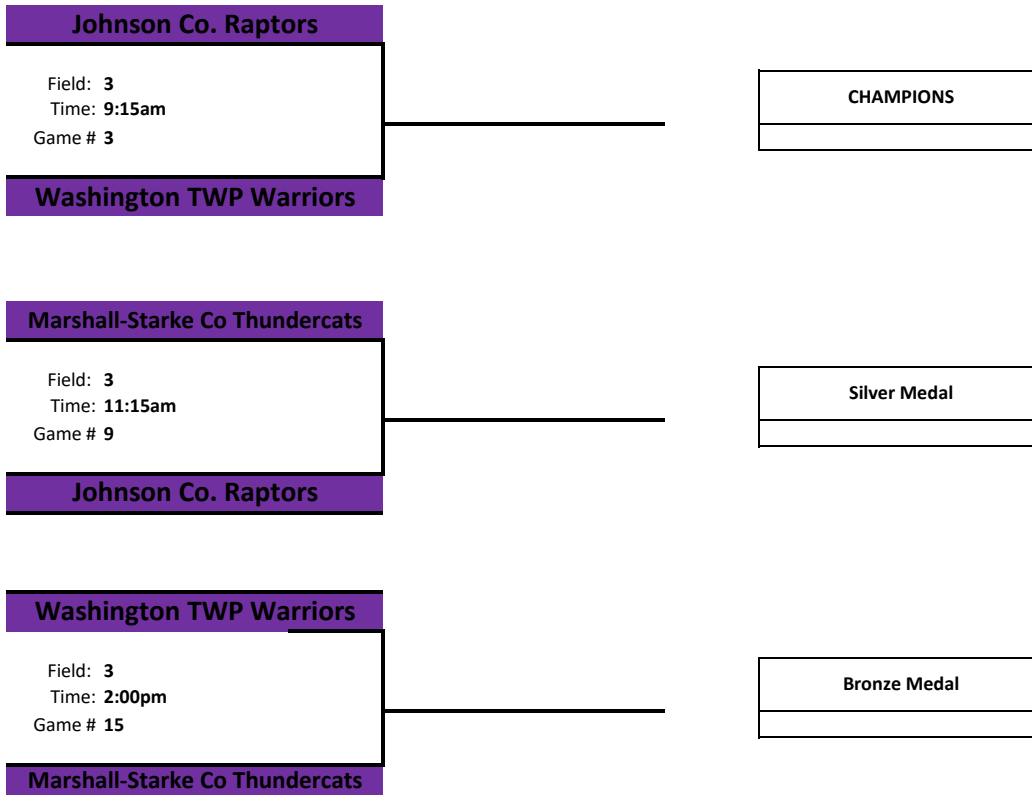 Johnson Co. Raptors
Field: 3
Time: 9:15am
Game # 3
Washington TWP Warriors
CHAMPIONS
Marshall-Starke Co Thundercats
Field: 3
Time: 11:15am
Game # 9
Johnson Co. Raptors
Silver Medal
Washington TWP Warriors
Field: 3
Time: 2:00pm
Game # 15
Marshall-Starke Co Thundercats
Bronze Medal